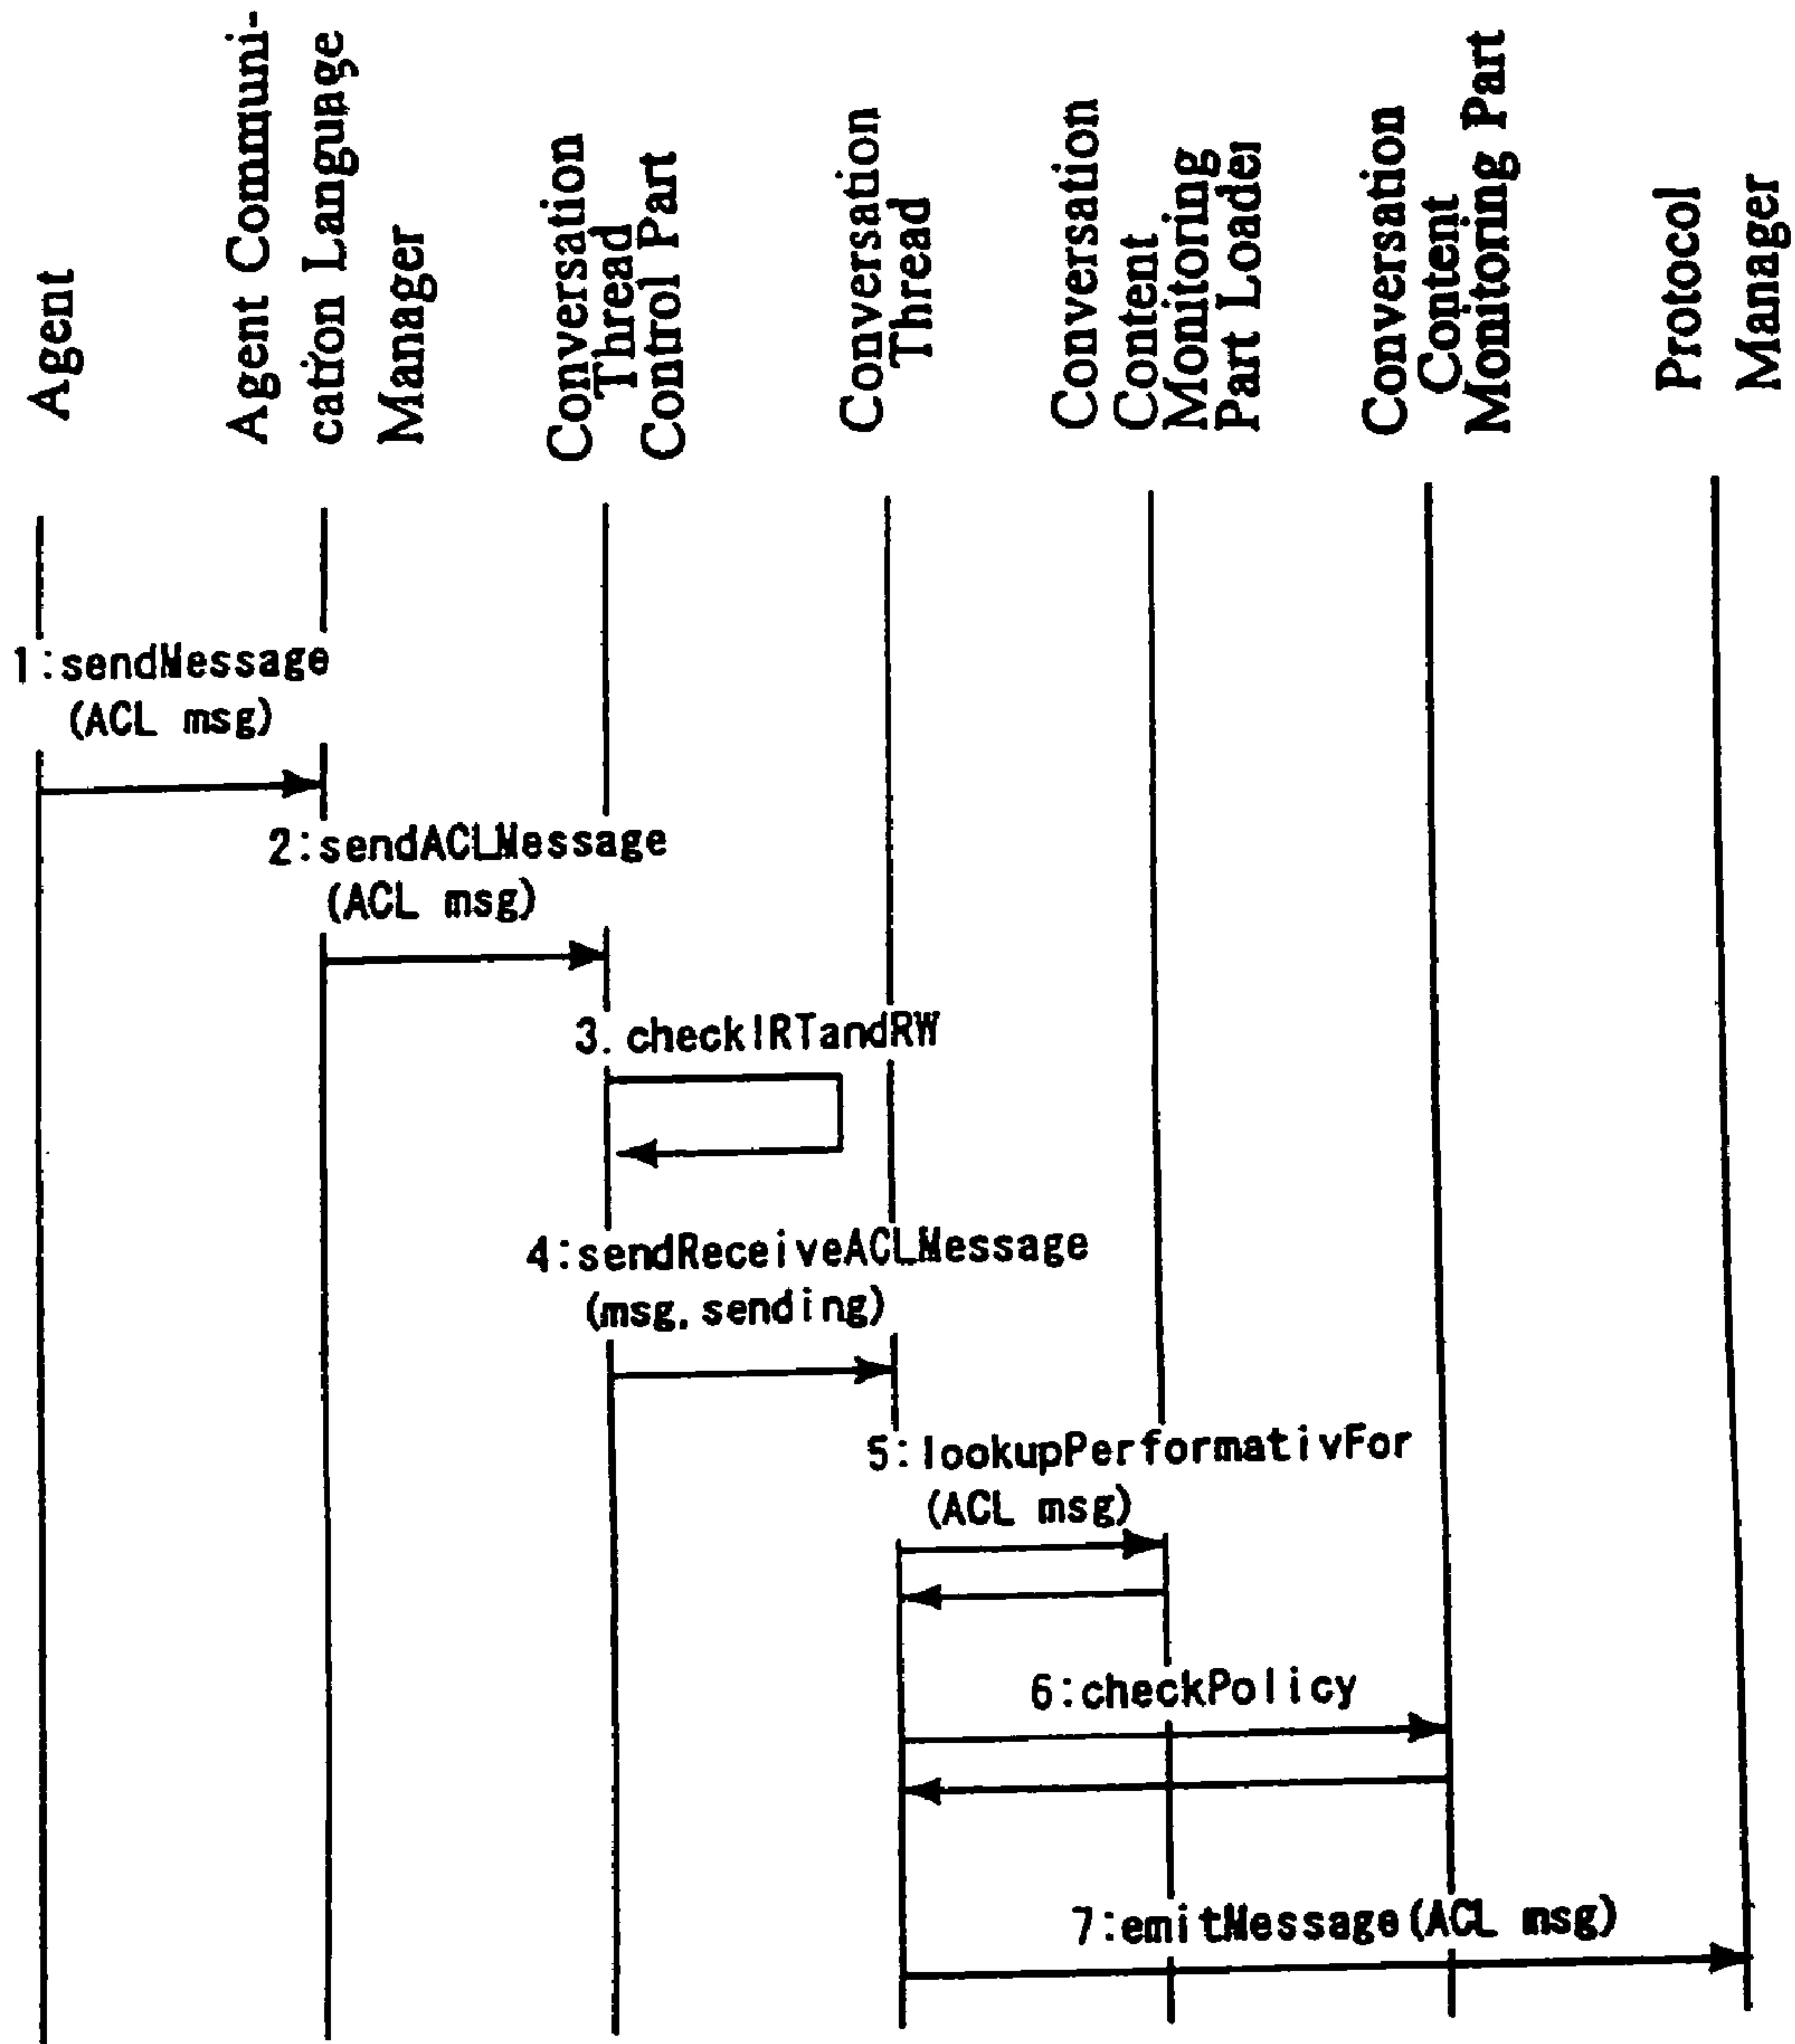 Agent
Agent Communi-
cation Language
Manager
Conversation
Thread
Control Part
Conversation
Thread
Conversation
Content
Monitoring
Part Loader
Conversation
Content
Monitoring Part
Protocol
Manager
1:sendMessage
(ACL msg)
2:sendACLMessage
(ACL msg)
3. checkIRTandRW
4:sendReceiveACLMessage
(msg, sending)
5:lookupPerformativFor
(ACL msg)
6:checkPolicy
7:emitMessage(ACL msg)